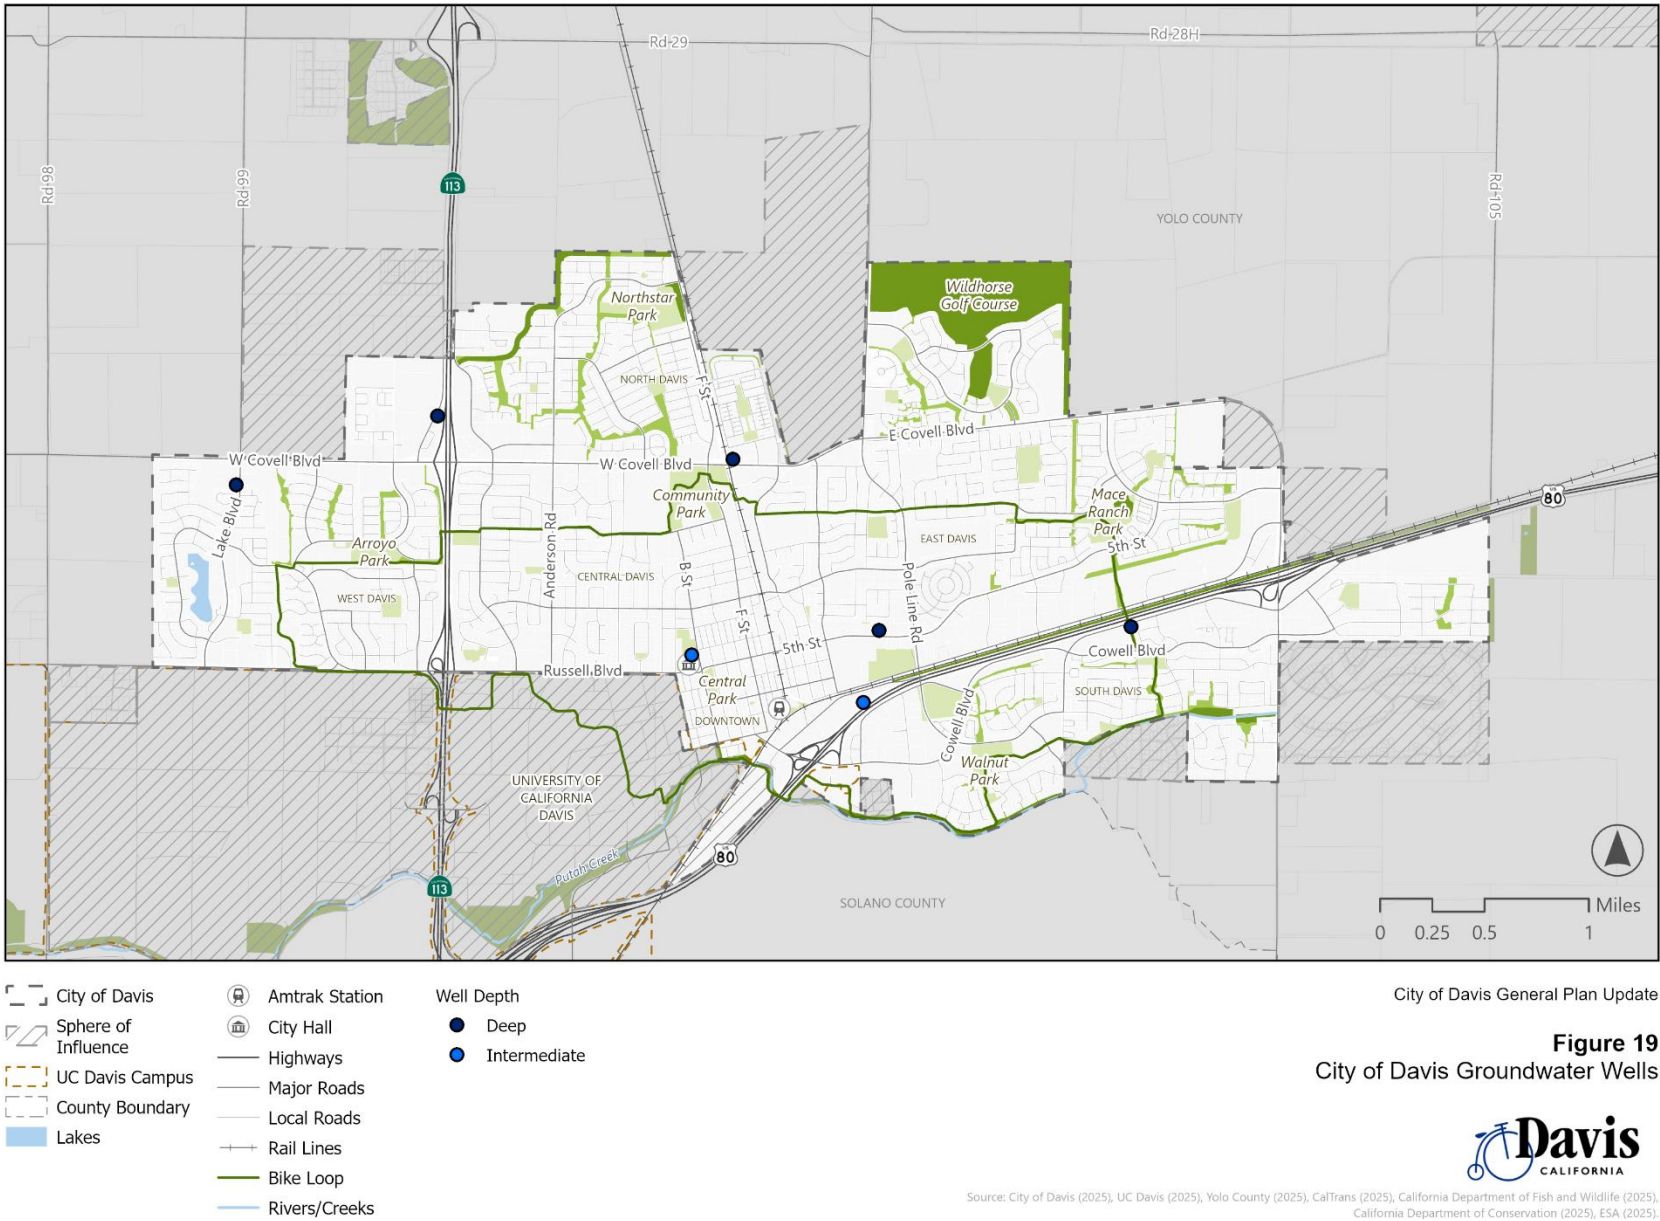 Rd 29
Rd 28H
Rd 98
Rd 99
113
Rd 105
YOLO COUNTY
Wildhorse
Golf Course
Northstar
Park
NORTH DAVIS
F St
E Covell Blvd
W Covell Blvd
W Covell Blvd
Community
Park
Mace
Ranch
Park
80
Lake Blvd
Arroyo
Park
Anderson Rd
EAST DAVIS
5th St
CENTRAL DAVIS
B St
WEST DAVIS
Pole Line Rd
F St
5th St
Cowell Blvd
Russell Blvd
Central
Park
SOUTH DAVIS
DOWNTOWN
Cowell Blvd
Walnut
Park
UNIVERSITY OF
CALIFORNIA
DAVIS
80
Putah Creek
113
SOLANO COUNTY
Miles
0 0.25 0.5 1
City of Davis
Sphere of
Influence
UC Davis Campus
County Boundary
Lakes
Amtrak Station
City Hall
Highways
Major Roads
Local Roads
Rail Lines
Bike Loop
Rivers/Creeks
Well Depth
Deep
Intermediate
City of Davis General Plan Update
Figure 19
City of Davis Groundwater Wells
Davis
CALIFORNIA
Source: City of Davis (2025), UC Davis (2025), Yolo County (2025), CalTrans (2025), California Department of Fish and Wildlife (2025),
California Department of Conservation (2025), ESA (2025).